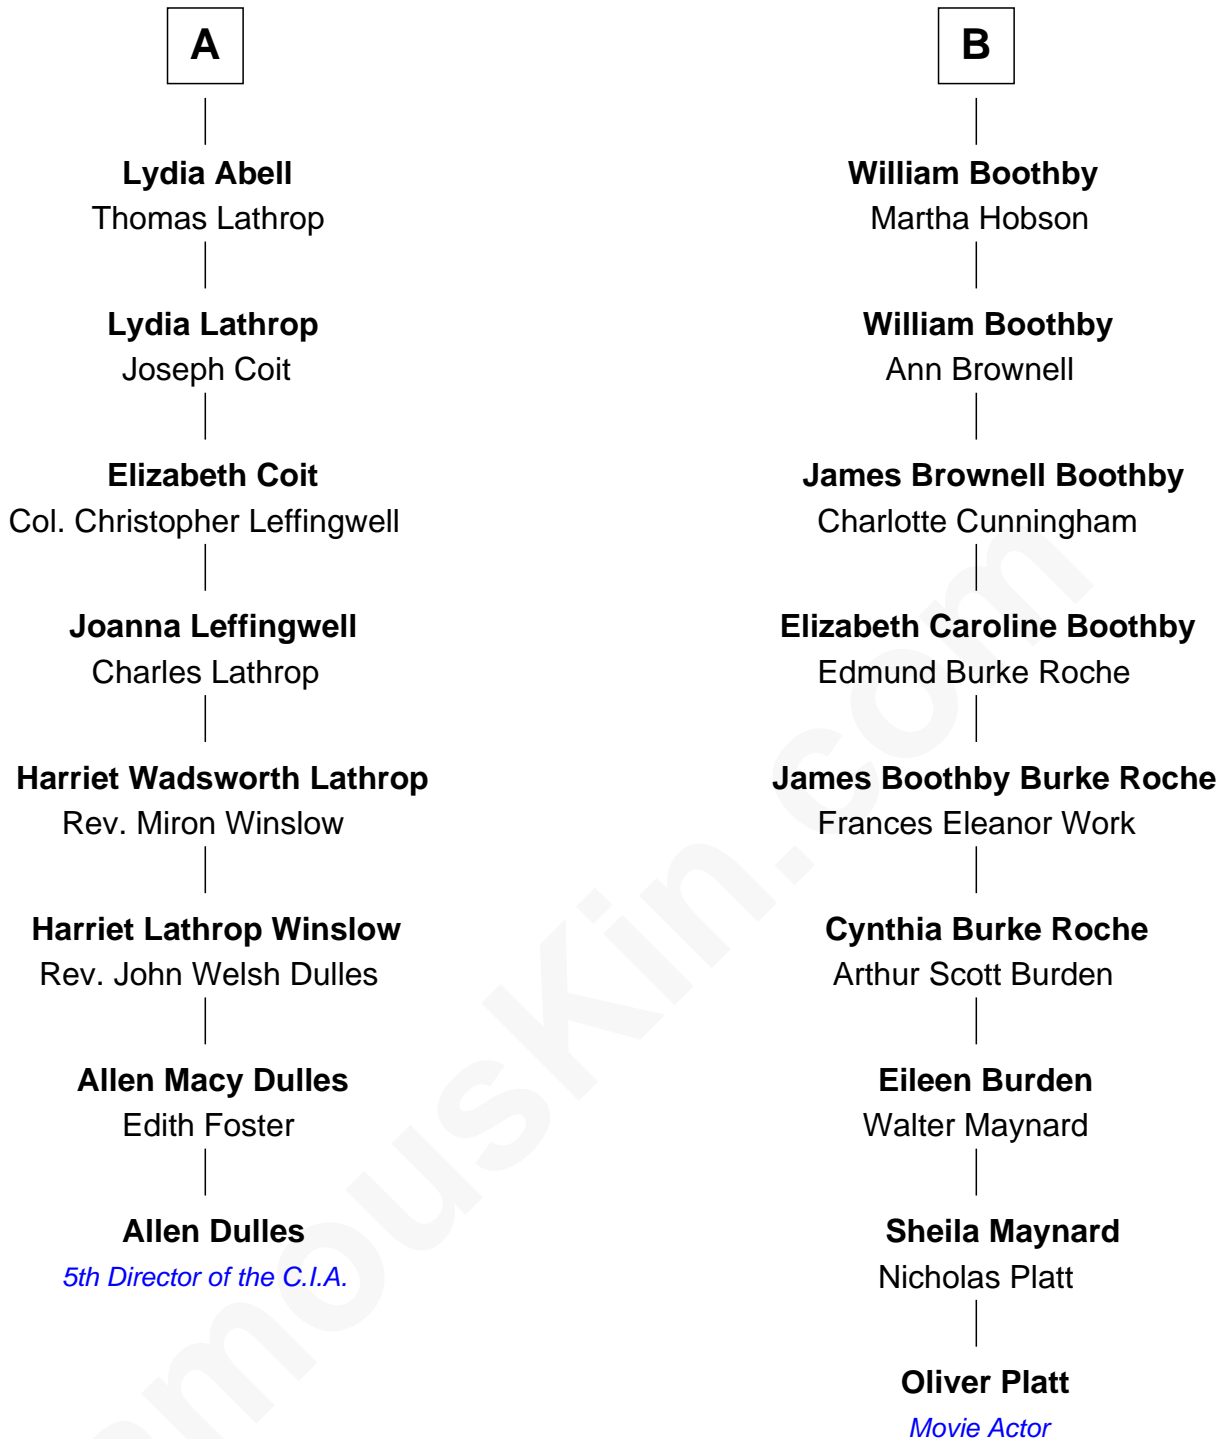 A
Lydia Abell
Thomas Lathrop
Lydia Lathrop
Joseph Coit
Elizabeth Coit
Col. Christopher Leffingwell
Joanna Leffingwell
Charles Lathrop
Harriet Wadsworth Lathrop
Rev. Miron Winslow
Harriet Lathrop Winslow
Rev. John Welsh Dulles
Allen Macy Dulles
Edith Foster
Allen Dulles
5th Director of the C.I.A.
B
William Boothby
Martha Hobson
William Boothby
Ann Brownell
James Brownell Boothby
Charlotte Cunningham
Elizabeth Caroline Boothby
Edmund Burke Roche
James Boothby Burke Roche
Frances Eleanor Work
Cynthia Burke Roche
Arthur Scott Burden
Eileen Burden
Walter Maynard
Sheila Maynard
Nicholas Platt
Oliver Platt
Movie Actor
amousKin.com